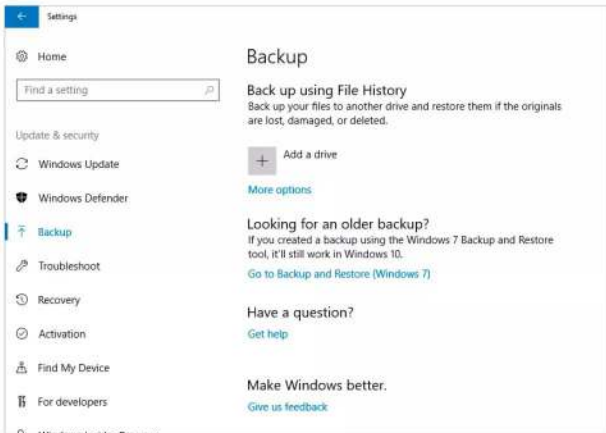 Settings
Home
Find a setting
Update & security
Windows Update
Windows Defender
Backup
Troubleshoot
Recovery
Activation
Find My Device
For developers
Backup
Back up using File History
Back up your files to another drive and restore them if the originals
are lost, damaged, or deleted.
Add a drive
More options
Looking for an older backup?
If you created a backup using the Windows 7 Backup and Restore
tool, it'll still work in Windows 10.
Go to Backup and Restore (Windows 7)
Have a question?
Get help
Make Windows better.
Give us feedback